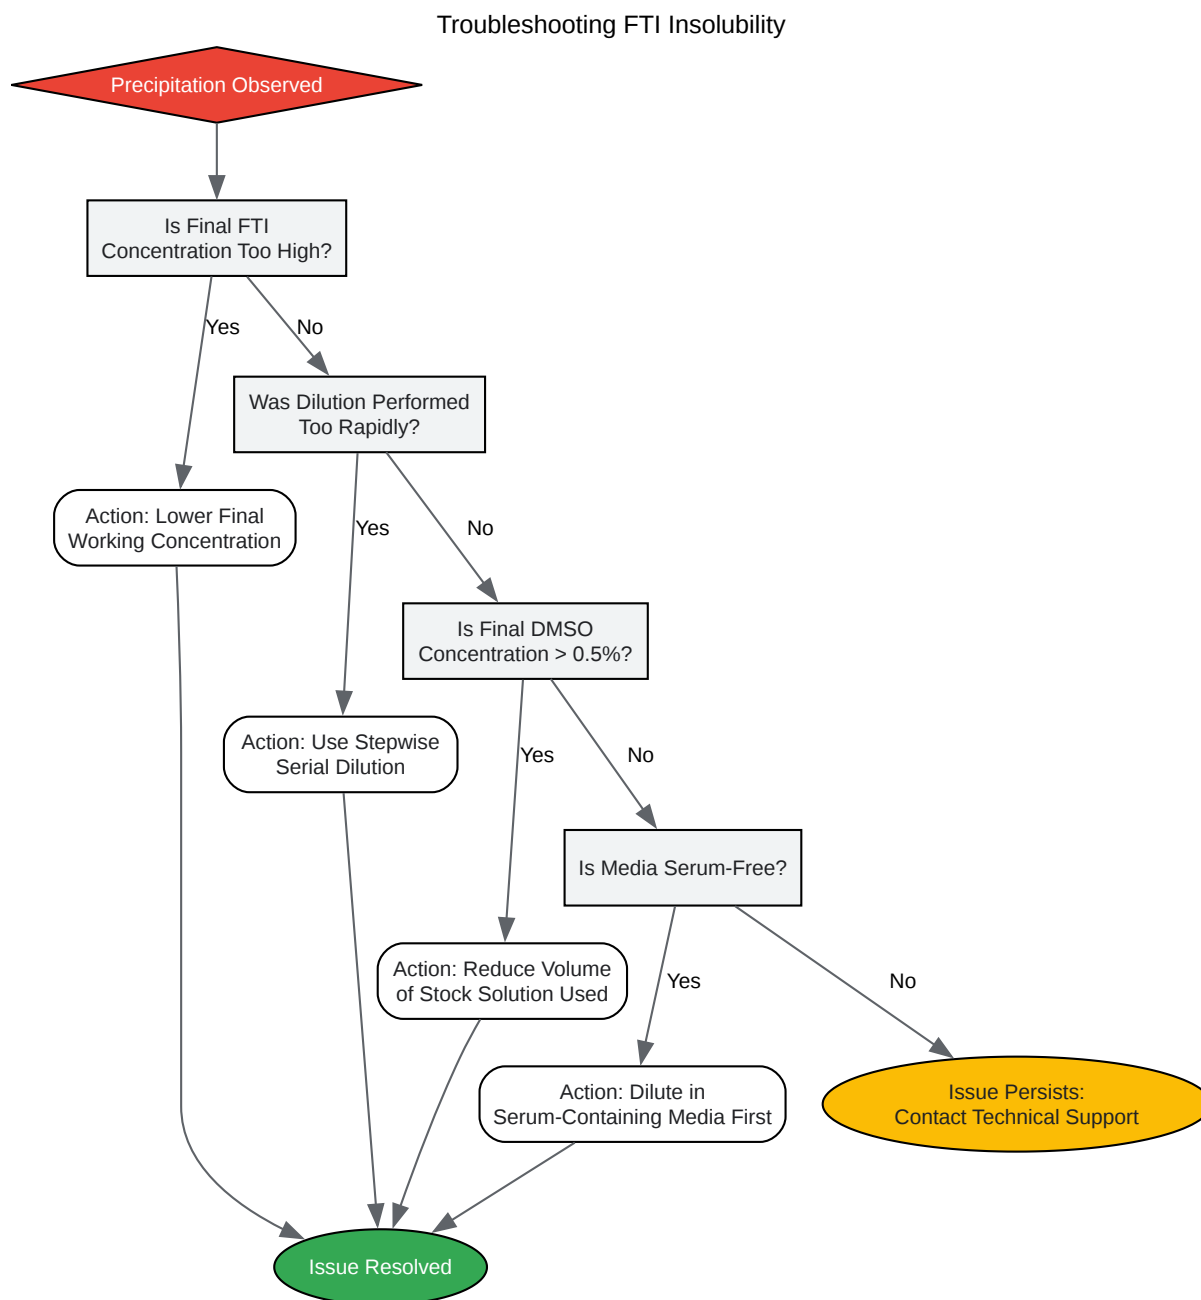 Troubleshooting FTI Insolubility
Precipitation Observed
Is Final FTI
Concentration Too High?
Yes
No
Was Dilution Performed
Too Rapidly?
Action: Lower Final
Working Concentration
Yes
No
Is Final DMSO
Concentration > 0.5%?
Action: Use Stepwise
Serial Dilution
Yes
No
Is Media Serum-Free?
Action: Reduce Volume
of Stock Solution Used
Yes
No
Action: Dilute in
Serum-Containing Media First
Issue Persists:
Contact Technical Support
Issue Resolved